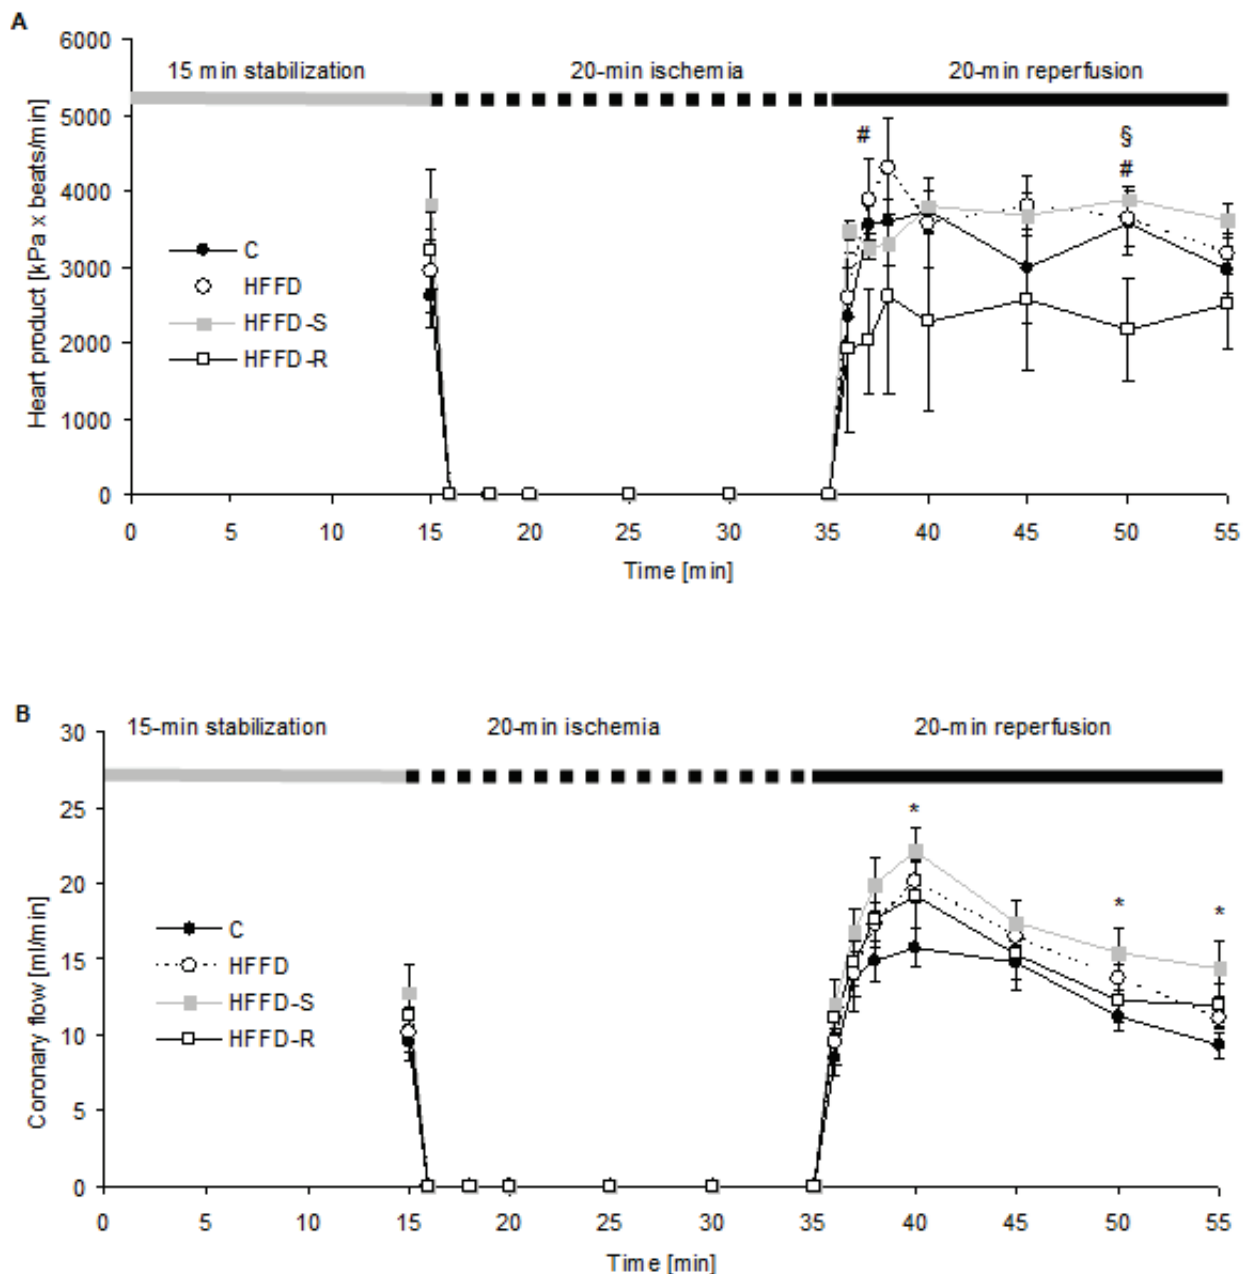 A
6000
15 min stabilization 20-min ischemia 20-min reperfusion
5000
4000
3000
2000
1000
0
Heart product [kPa x beats/min]
# § #
C
HFFD
HFFD-S
HFFD-R
0 5 10 15 20 25 30 35 40 45 50 55
Time [min]
B
30
15-min stabilization 20-min ischemia 20-min reperfusion
25
20
15
10
5
0
Coronary flow [ml/min]
* * *
C
HFFD
HFFD-S
HFFD-R
0 5 10 15 20 25 30 35 40 45 50 55
Time [min]